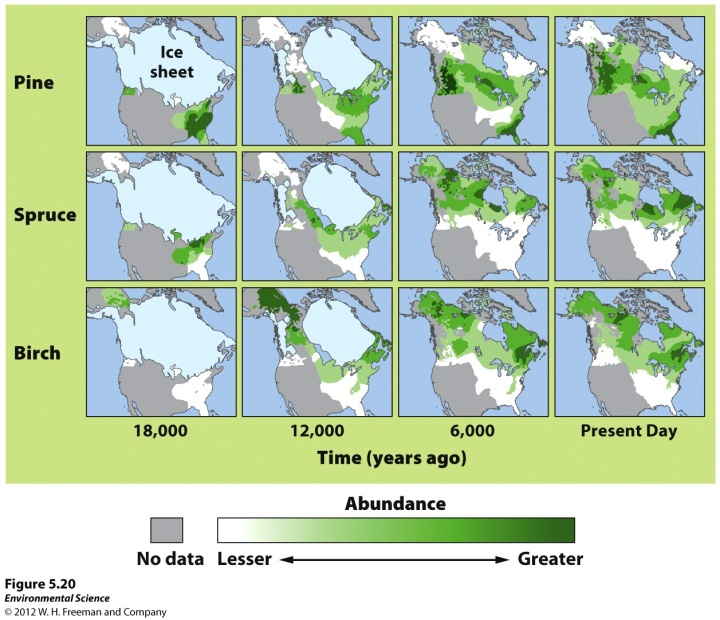 Pine
Ice
sheet
Spruce
Birch
18,000
12,000
6,000
Present Day
Time (years ago)
Abundance
No data
Lesser
Greater
Figure 5.20
Environmental Science
© 2012 W. H. Freeman and Company